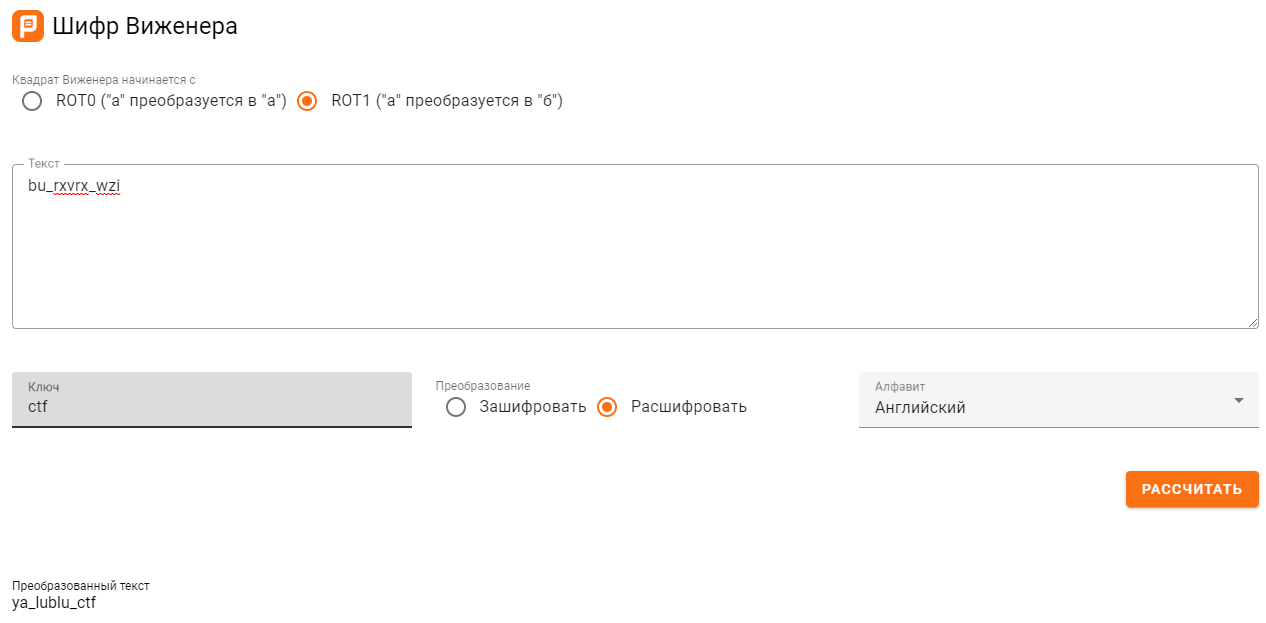 Шифр Виженера
Квадрат Виженера начинается с
ROT0 ("а" преобразуется в "а") ROT1 ("а" преобразуется в "б")
Текст
bu_rxvrx_wzi
Ключ
ctf
Преобразование
Зашифровать Расшифровать
Алфавит
Английский
РАССЧИТАТЬ
Преобразованный текст
ya_lublu_ctf